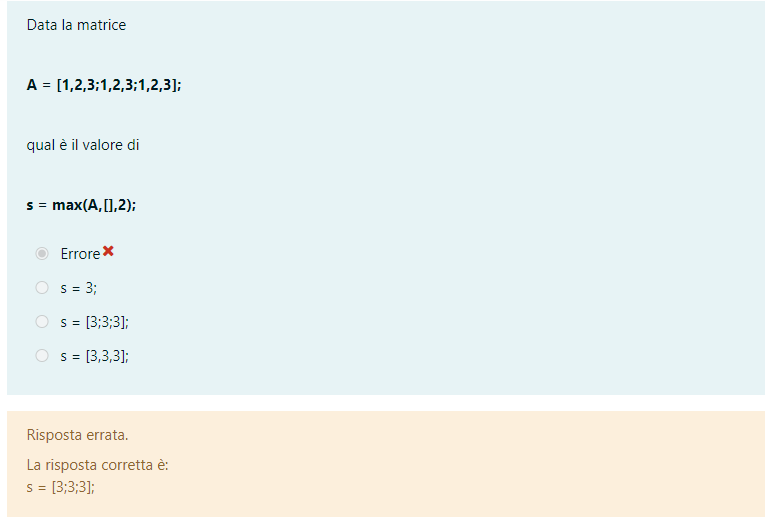 Data la matrice
A = [1,2,3;1,2,3;1,2,3];
qual è il valore di
s = max(A,[],2);
Errore
s = 3;
s = [3;3;3];
s = [3,3,3];
Risposta errata.
La risposta corretta è:
s = [3;3;3];